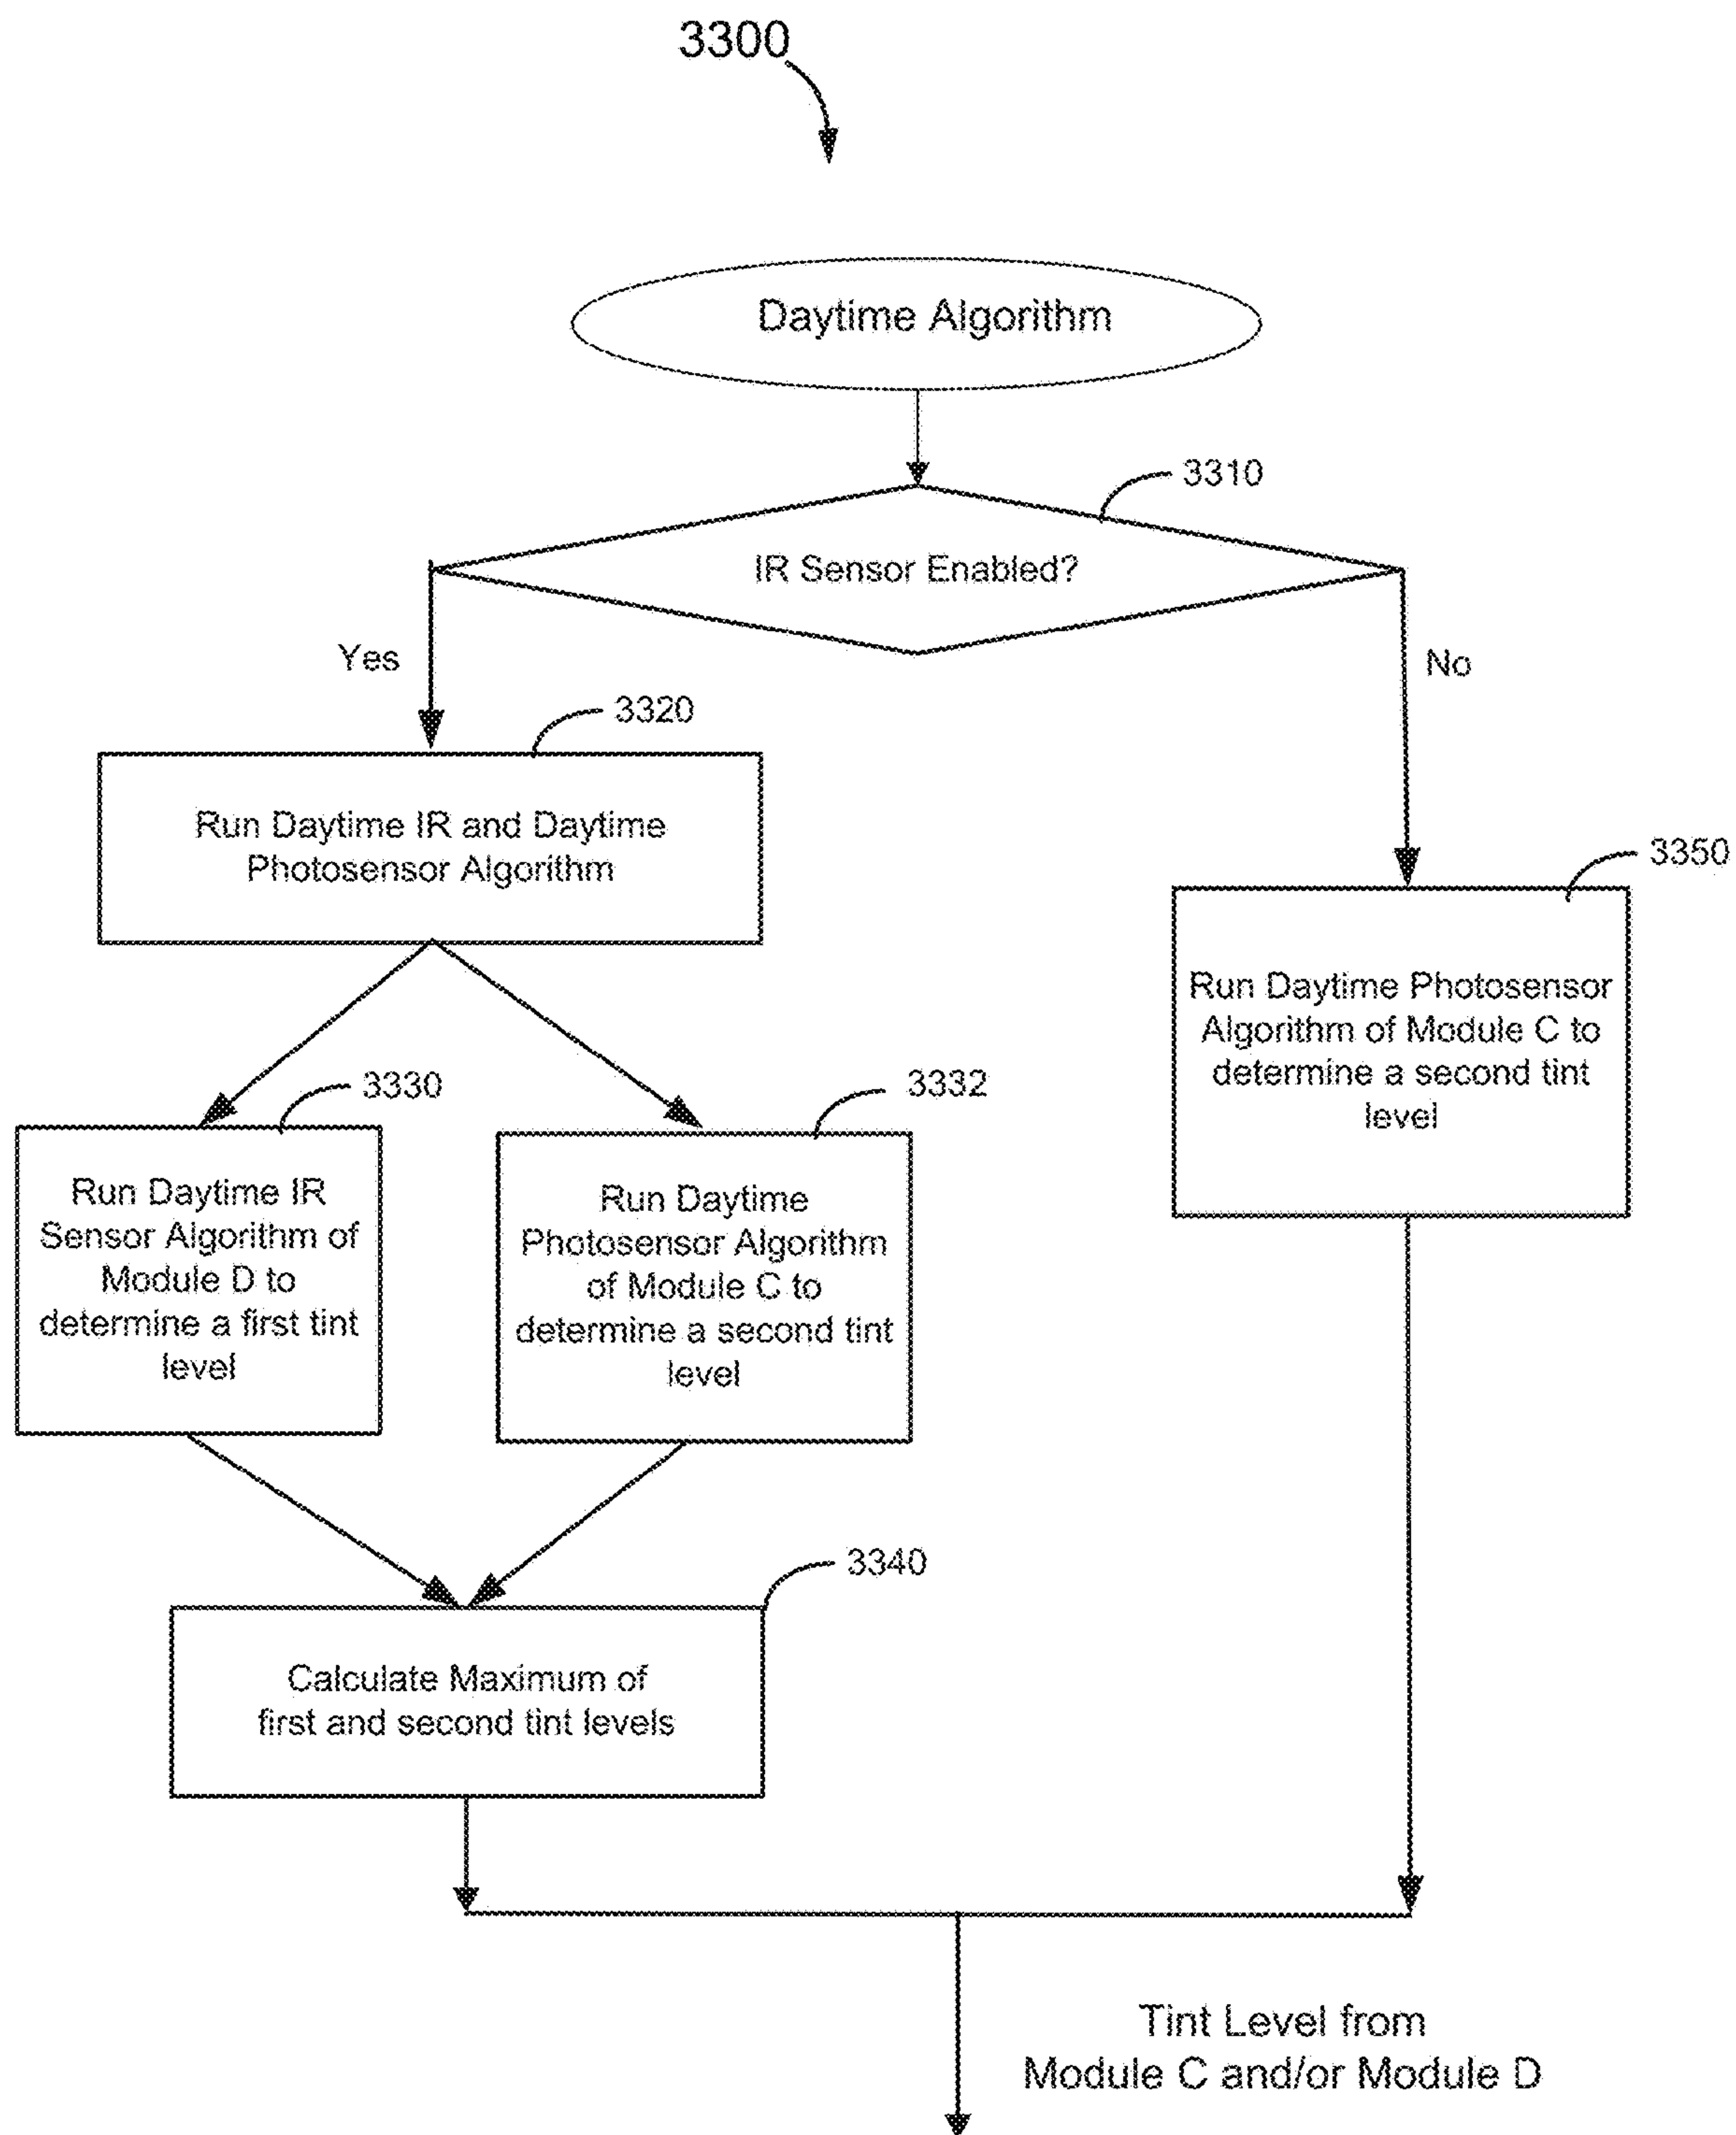 3300
Daytime Algorithm
3310
IR Sensor Enabled?
Yes
No
3320
Run Daytime IR and Daytime
Photosensor Algorithm
3350
Run Daytime Photosensor
Algorithm of Module C to
determine a second tint
level
3330
Run Daytime IR
Sensor Algorithm of
Module D to
determine a first tint
level
3332
Run Daytime
Photosensor Algorithm
of Module C to
determine a second tint
level
3340
Calculate Maximum of
first and second tint levels
Tint Level from
Module C and/or Module D